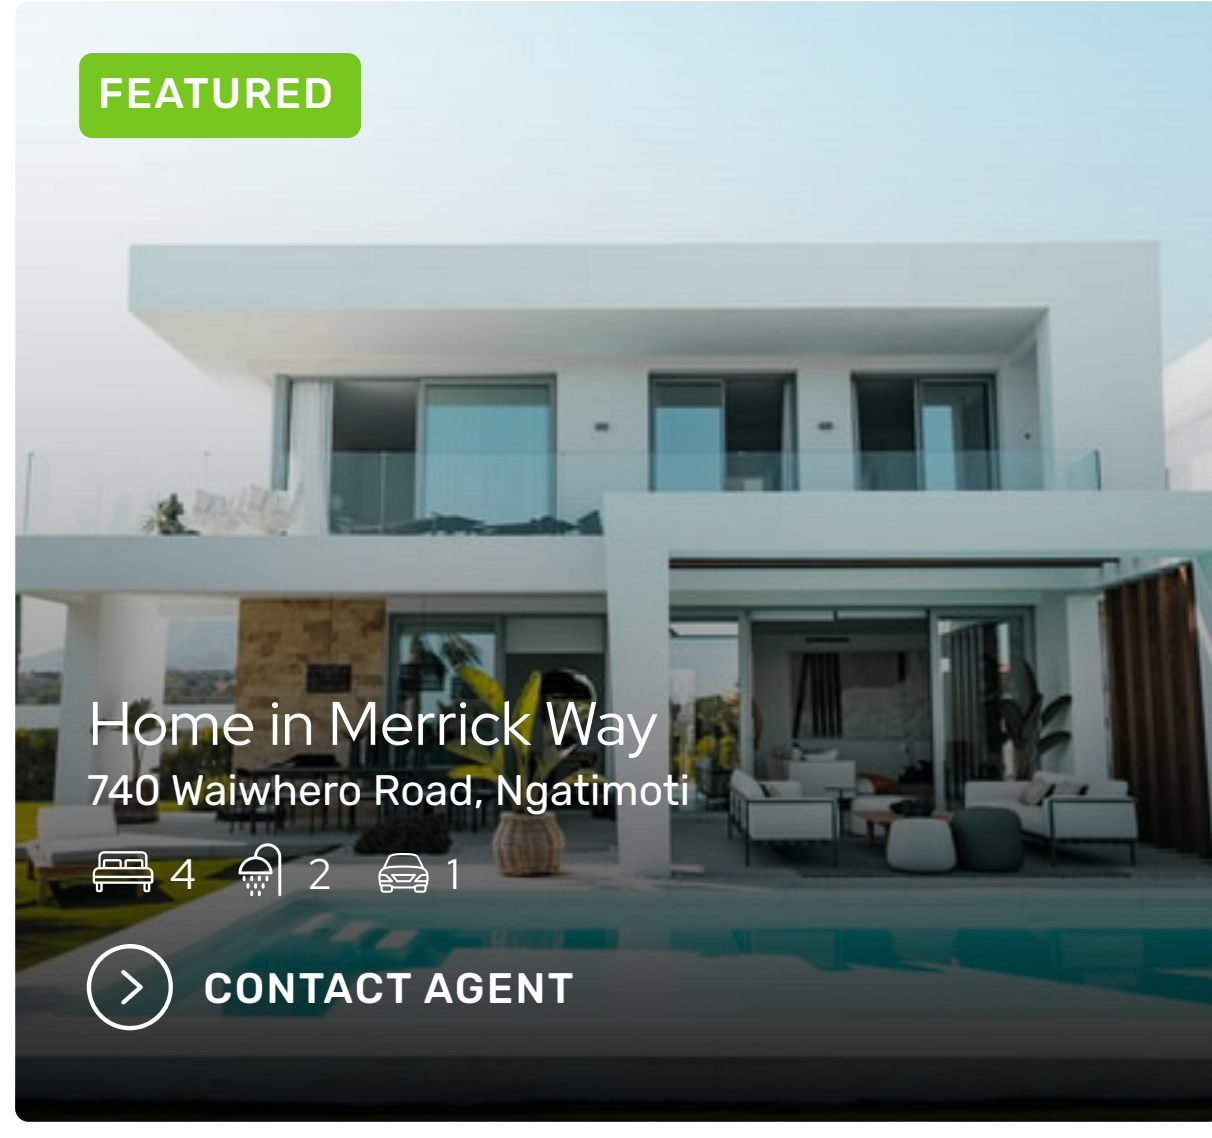 FEATURED
Home in Merrick Way
740 Waiwhero Road, Ngatimoti
4 2 1
CONTACT AGENT